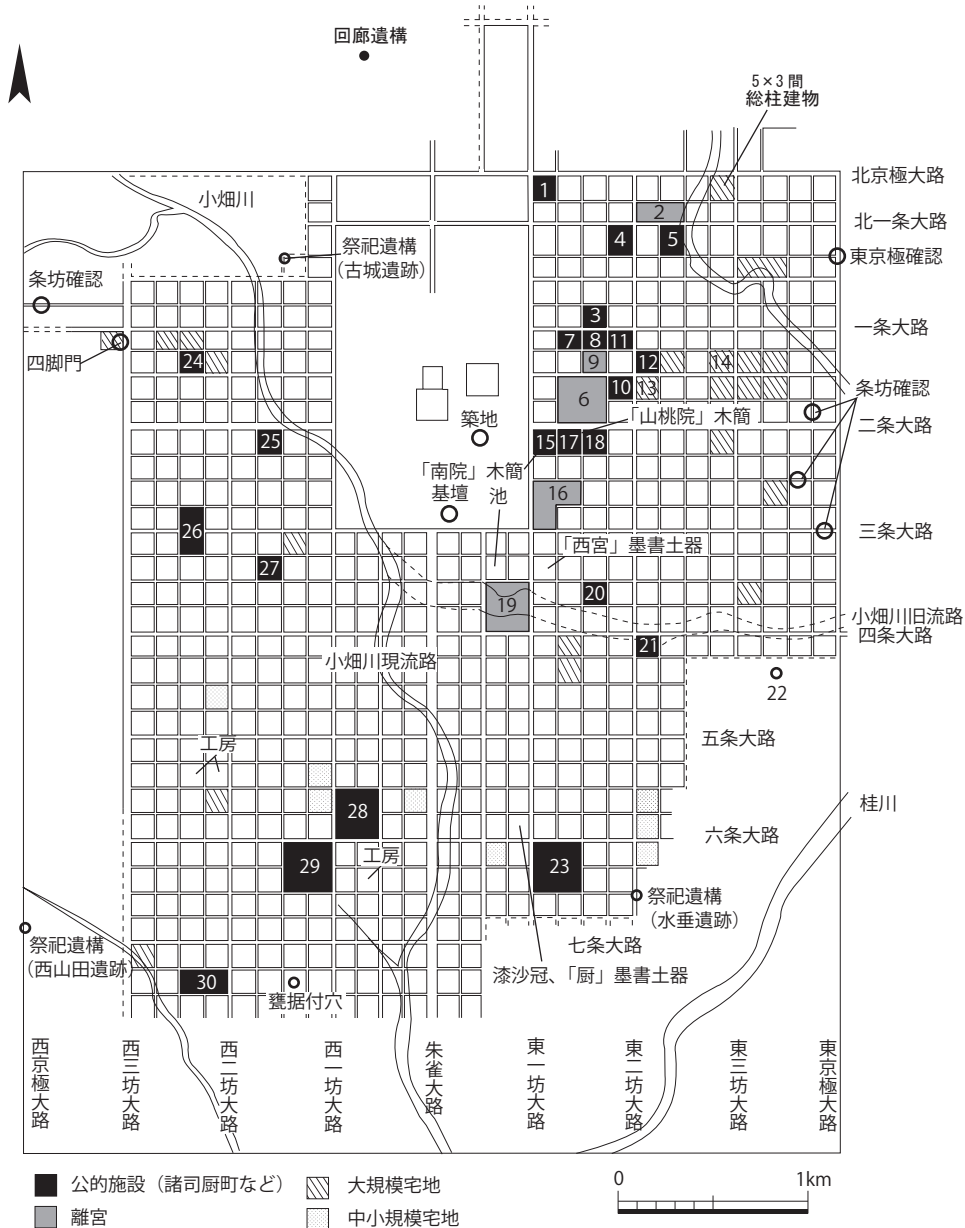 回廊遺構
5×3間
総柱建物
北京極大路
小畑川
1
2
北一条大路
4
5
祭祀遺構
(古城遺跡)
東京極確認
条坊確認
3
一条大路
7
8
11
四脚門
24
9
12
14
10
13
条坊確認
6
「山桃院」木簡
二条大路
築地
25
15
17
18
「南院」木簡
基壇
池
16
26
三条大路
「西宮」墨書土器
27
19
20
小畑川旧流路
四条大路
21
小畑川現流路
22
五条大路
工房
28
桂川
六条大路
29
工房
23
祭祀遺構
(水垂遺跡)
祭祀遺構
(西山田遺跡)
七条大路
漆沙冠、「厨」墨書土器
30
甕据付穴
西京極大路
西三坊大路
西二坊大路
西一坊大路
朱雀大路
東一坊大路
東二坊大路
東三坊大路
東京極大路
公的施設(諸司厨町など)
大規模宅地
離宮
中小規模宅地
0
1km